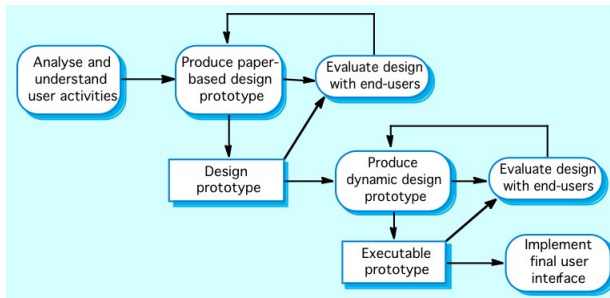 Analyse and
understand
user activities
Produce paper-
based design
prototype
Evaluate design
with end-users
Design
prototype
Produce
dynamic design
prototype
Evaluate design
with end-users
Executable
prototype
Implement
final user
interface